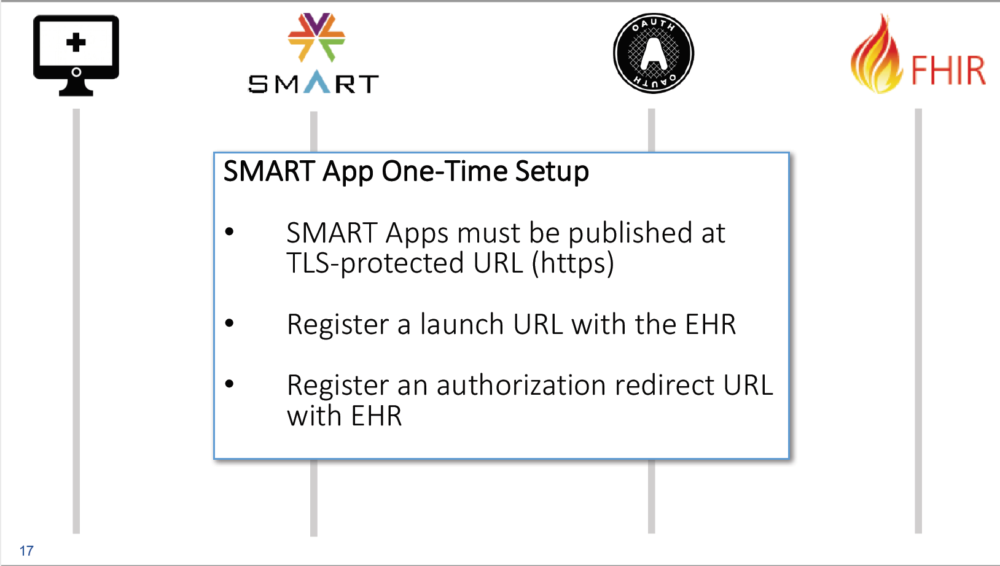 SMART
OAUTH
OAUTH
FHIR
SMART App One-Time Setup
• SMART Apps must be published at
TLS-protected URL (https)
• Register a launch URL with the EHR
• Register an authorization redirect URL
with EHR
17